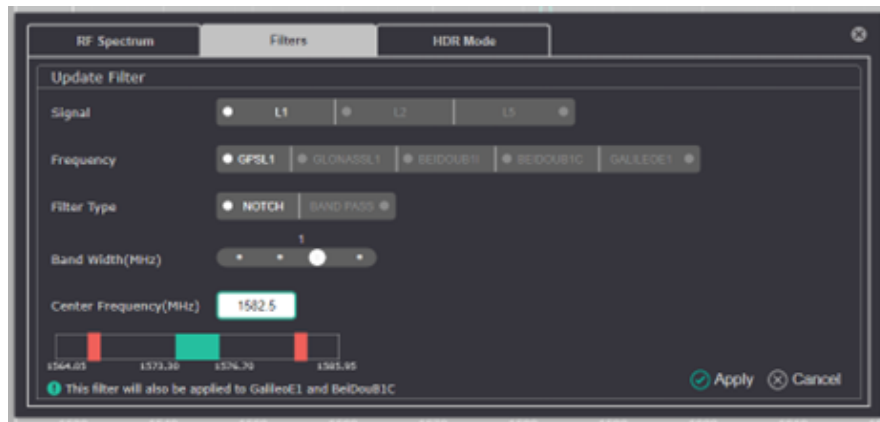 RF Spectrum Filters HDR Mode
Update Filter
Signal L1 L2 L5
Frequency GPSL1 GLONASSL1 BEIDOUB1I BEIDOUB1C GALILEOE1
Filter Type NOTCH BAND PASS
1
Band Width(MHz)
Center Frequency(MHz) 1582.5
1564.05 1573.30 1576.70 1585.95
This filter will also be applied to GalileoE1 and BeiDouB1C
Apply Cancel